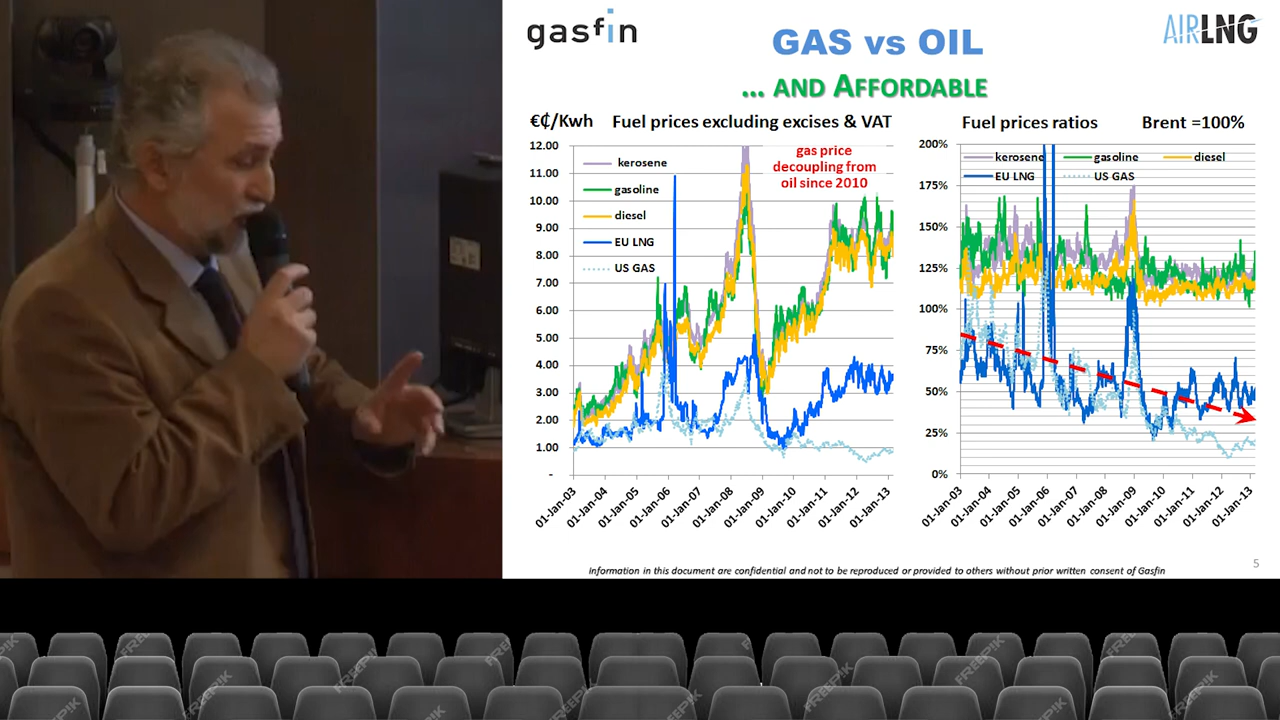 gasfin
AIRLNG
GAS vs OIL
... AND AFFORDABLE
€₵/Kwh Fuel prices excluding excises & VAT
gas price
decoupling from
oil since 2010
kerosene
gasoline
diesel
EU LNG
US GAS
12.00
11.00
10.00
9.00
8.00
7.00
6.00
5.00
4.00
3.00
2.00
1.00
-
01-Jan-03
01-Jan-04
01-Jan-05
01-Jan-06
01-Jan-07
01-Jan-08
01-Jan-09
01-Jan-10
01-Jan-11
01-Jan-12
01-Jan-13
Fuel prices ratios Brent =100%
kerosene gasoline diesel
EU LNG US GAS
200%
175%
150%
125%
100%
75%
50%
25%
0%
01-Jan-03
01-Jan-04
01-Jan-05
01-Jan-06
01-Jan-07
01-Jan-08
01-Jan-09
01-Jan-10
01-Jan-11
01-Jan-12
01-Jan-13
5
Information in this document are confidential and not to be reproduced or provided to others without prior written consent of Gasfin
FREEPIK
FREEPIK
FREEPIK
FREEPIK